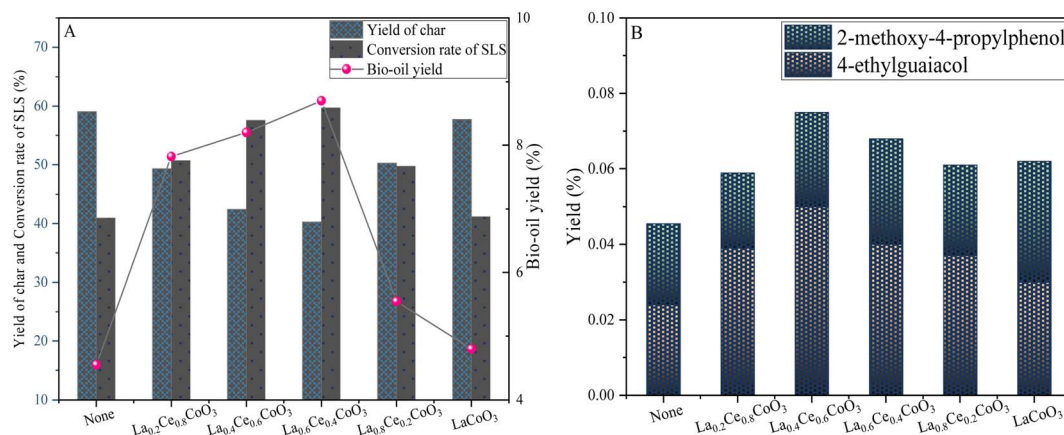 A
Yield of char
Conversion rate of SLS
Bio-oil yield
Yield of char and Conversion rate of SLS (%)
70
60
50
40
30
20
10
10
8
6
4
Bio-oil yield (%)
None
La0.2Ce0.8CoO3
La0.4Ce0.6CoO3
La0.6Ce0.4CoO3
La0.8Ce0.2CoO3
LaCoO3
B
2-methoxy-4-propylphenol
4-ethylguaiacol
Yield (%)
0.10
0.08
0.06
0.04
0.02
0.00
None
La0.2Ce0.8CoO3
La0.4Ce0.6CoO3
La0.6Ce0.4CoO3
La0.8Ce0.2CoO3
LaCoO3